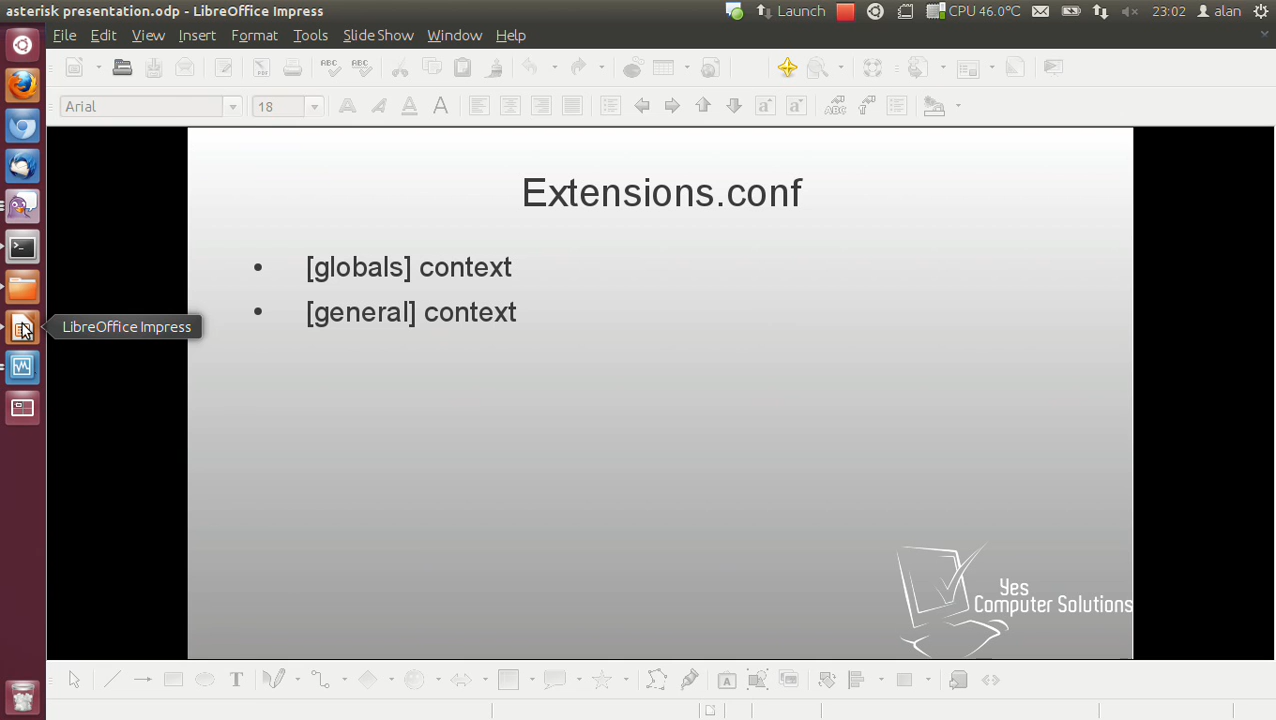 asterisk presentation.odp - LibreOffice Impress
Launch
CPU 46.0°C
23:02
alan
File Edit View Insert Format Tools Slide Show Window Help
Arial
18
Extensions.conf
• [globals] context
• [general] context
LibreOffice Impress
Yes
Computer Solutions